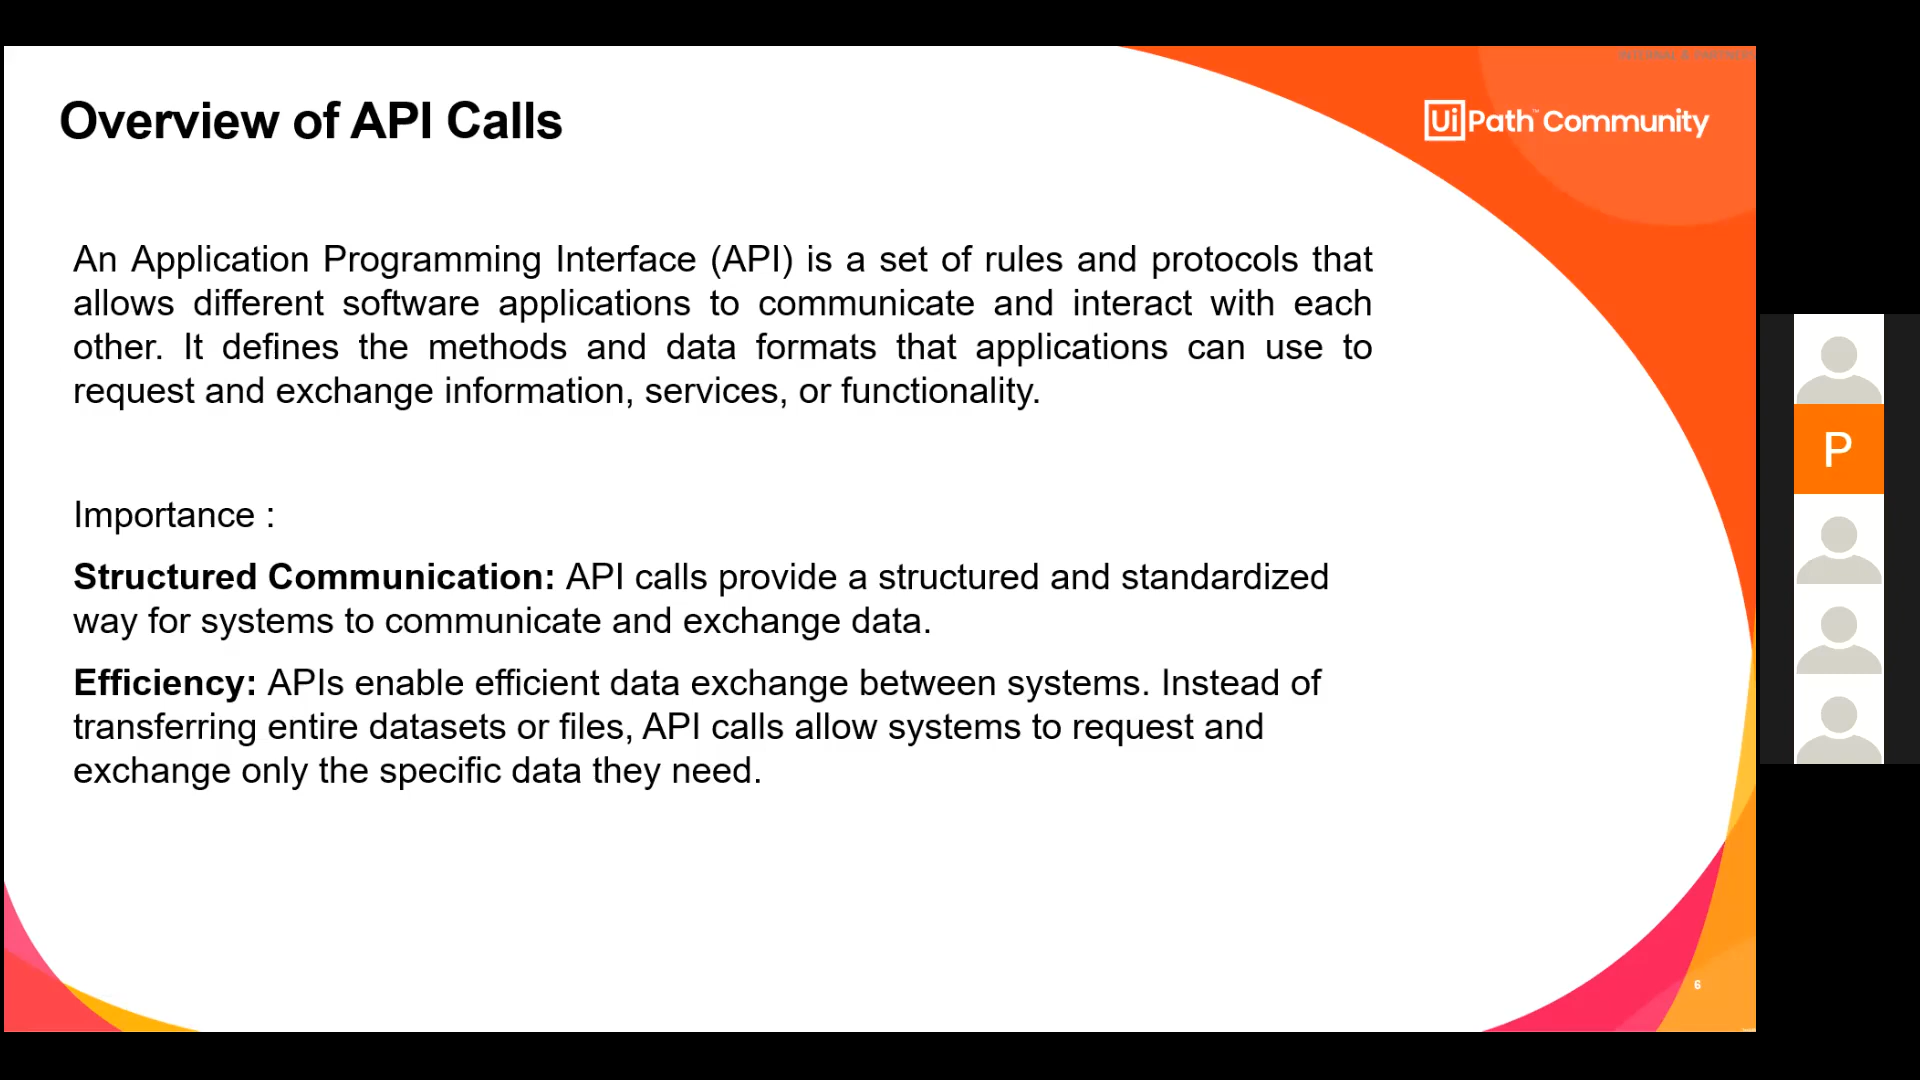 Overview of API Calls
UiPath™ Community
An Application Programming Interface (API) is a set of rules and protocols that
allows different software applications to communicate and interact with each
other. It defines the methods and data formats that applications can use to
request and exchange information, services, or functionality.
Importance :
Structured Communication: API calls provide a structured and standardized
way for systems to communicate and exchange data.
Efficiency: APIs enable efficient data exchange between systems. Instead of
transferring entire datasets or files, API calls allow systems to request and
exchange only the specific data they need.
P
6